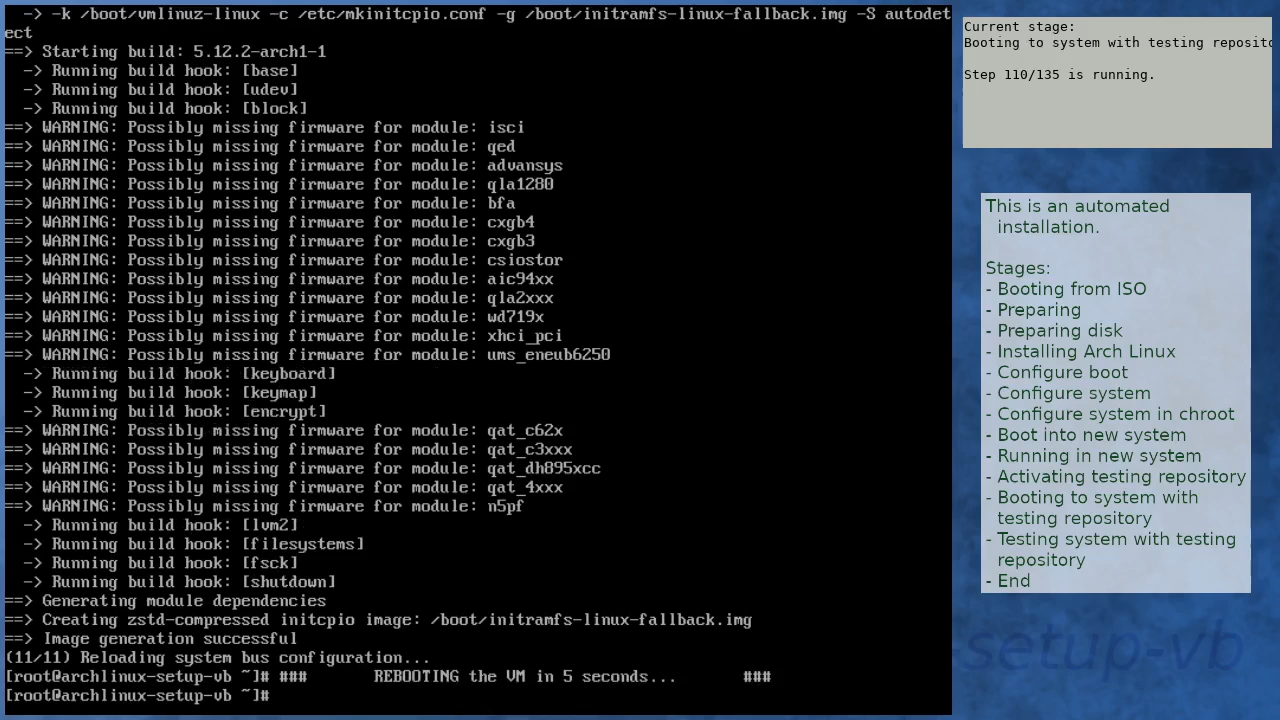 -> -k /boot/vmlinuz-linux -c /etc/mkinitcpio.conf -g /boot/initramfs-linux-fallback.img -S autodet
ect
==> Starting build: 5.12.2-arch1-1
  -> Running build hook: [base]
  -> Running build hook: [udev]
  -> Running build hook: [block]
==> WARNING: Possibly missing firmware for module: isci
==> WARNING: Possibly missing firmware for module: qed
==> WARNING: Possibly missing firmware for module: advansys
==> WARNING: Possibly missing firmware for module: qla1280
==> WARNING: Possibly missing firmware for module: bfa
==> WARNING: Possibly missing firmware for module: cxgb4
==> WARNING: Possibly missing firmware for module: cxgb3
==> WARNING: Possibly missing firmware for module: csiostor
==> WARNING: Possibly missing firmware for module: aic94xx
==> WARNING: Possibly missing firmware for module: qla2xxx
==> WARNING: Possibly missing firmware for module: wd719x
==> WARNING: Possibly missing firmware for module: xhci_pci
==> WARNING: Possibly missing firmware for module: ums_eneub6250
  -> Running build hook: [keyboard]
  -> Running build hook: [keymap]
  -> Running build hook: [encrypt]
==> WARNING: Possibly missing firmware for module: qat_c62x
==> WARNING: Possibly missing firmware for module: qat_c3xxx
==> WARNING: Possibly missing firmware for module: qat_dh895xcc
==> WARNING: Possibly missing firmware for module: qat_4xxx
==> WARNING: Possibly missing firmware for module: n5pf
  -> Running build hook: [lvm2]
  -> Running build hook: [filesystems]
  -> Running build hook: [fsck]
  -> Running build hook: [shutdown]
==> Generating module dependencies
==> Creating zstd-compressed initcpio image: /boot/initramfs-linux-fallback.img
==> Image generation successful
(11/11) Reloading system bus configuration...
[root@archlinux-setup-vb ~]# ###       REBOOTING the VM in 5 seconds...       ###
[root@archlinux-setup-vb ~]#
Current stage:
Booting to system with testing reposito
Step 110/135 is running.
This is an automated
installation.
Stages:
- Booting from ISO
- Preparing
- Preparing disk
- Installing Arch Linux
- Configure boot
- Configure system
- Configure system in chroot
- Boot into new system
- Running in new system
- Activating testing repository
- Booting to system with
testing repository
- Testing system with testing
repository
- End
-setup-vb